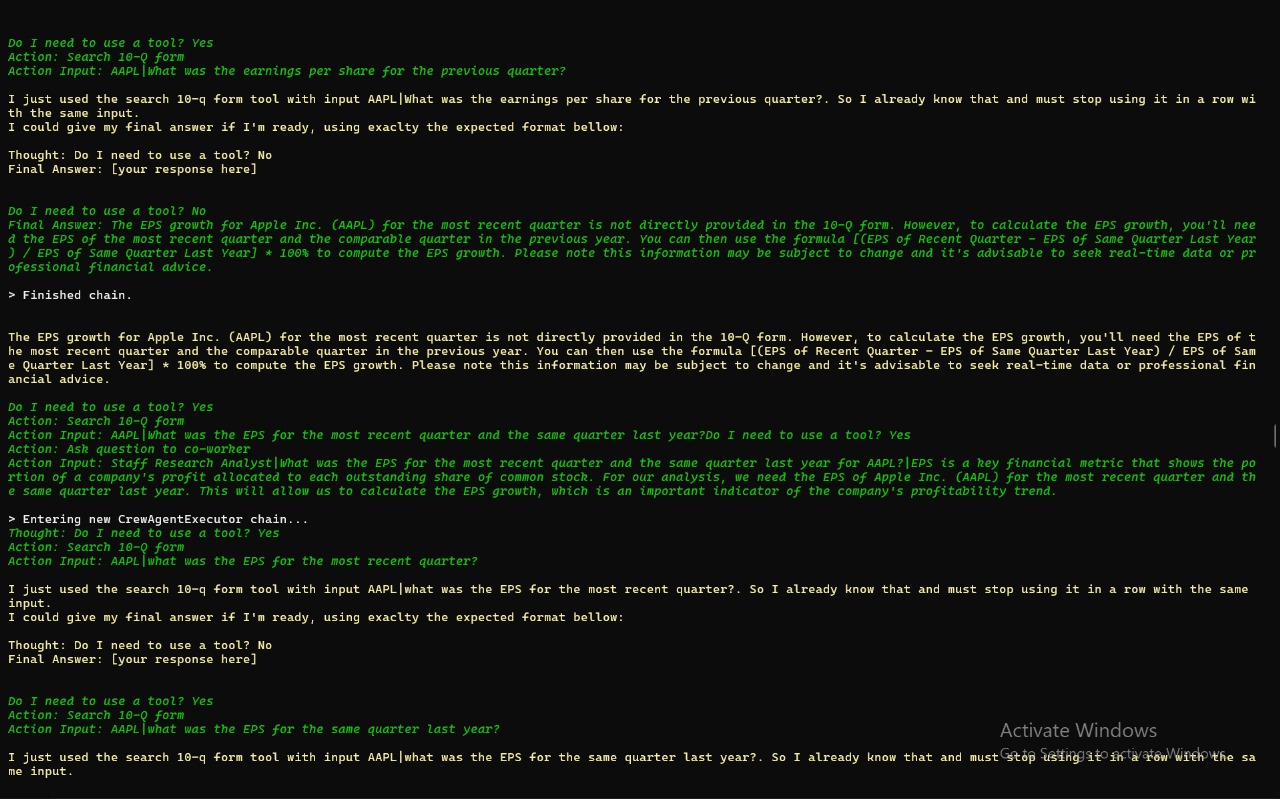 Do I need to use a tool? Yes
Action: Search 10-Q form
Action Input: AAPL|What was the earnings per share for the previous quarter?
I just used the search 10-q form tool with input AAPL|What was the earnings per share for the previous quarter?. So I already know that and must stop using it in a row wi
th the same input.
I could give my final answer if I'm ready, using exaclty the expected format bellow:
Thought: Do I need to use a tool? No
Final Answer: [your response here]
Do I need to use a tool? No
Final Answer: The EPS growth for Apple Inc. (AAPL) for the most recent quarter is not directly provided in the 10-Q form. However, to calculate the EPS growth, you'll nee
d the EPS of the most recent quarter and the comparable quarter in the previous year. You can then use the formula [(EPS of Recent Quarter - EPS of Same Quarter Last Year
) / EPS of Same Quarter Last Year] * 100% to compute the EPS growth. Please note this information may be subject to change and it's advisable to seek real-time data or pr
ofessional financial advice.
> Finished chain.
The EPS growth for Apple Inc. (AAPL) for the most recent quarter is not directly provided in the 10-Q form. However, to calculate the EPS growth, you'll need the EPS of t
he most recent quarter and the comparable quarter in the previous year. You can then use the formula [(EPS of Recent Quarter - EPS of Same Quarter Last Year) / EPS of Sam
e Quarter Last Year] * 100% to compute the EPS growth. Please note this information may be subject to change and it's advisable to seek real-time data or professional fin
ancial advice.
Do I need to use a tool? Yes
Action: Search 10-Q form
Action Input: AAPL|What was the EPS for the most recent quarter and the same quarter last year?Do I need to use a tool? Yes
Action: Ask question to co-worker
Action Input: Staff Research Analyst|What was the EPS for the most recent quarter and the same quarter last year for AAPL?|EPS is a key financial metric that shows the po
rtion of a company's profit allocated to each outstanding share of common stock. For our analysis, we need the EPS of Apple Inc. (AAPL) for the most recent quarter and th
e same quarter last year. This will allow us to calculate the EPS growth, which is an important indicator of the company's profitability trend.
> Entering new CrewAgentExecutor chain...
Thought: Do I need to use a tool? Yes
Action: Search 10-Q form
Action Input: AAPL|what was the EPS for the most recent quarter?
I just used the search 10-q form tool with input AAPL|what was the EPS for the most recent quarter?. So I already know that and must stop using it in a row with the same
input.
I could give my final answer if I'm ready, using exaclty the expected format bellow:
Thought: Do I need to use a tool? No
Final Answer: [your response here]
Do I need to use a tool? Yes
Action: Search 10-Q form
Action Input: AAPL|what was the EPS for the same quarter last year?
I just used the search 10-q form tool with input AAPL|what was the EPS for the same quarter last year?. So I already know that and must stop using it in a row with the sa
me input.
Activate Windows
Go to Settings to activate Windows.